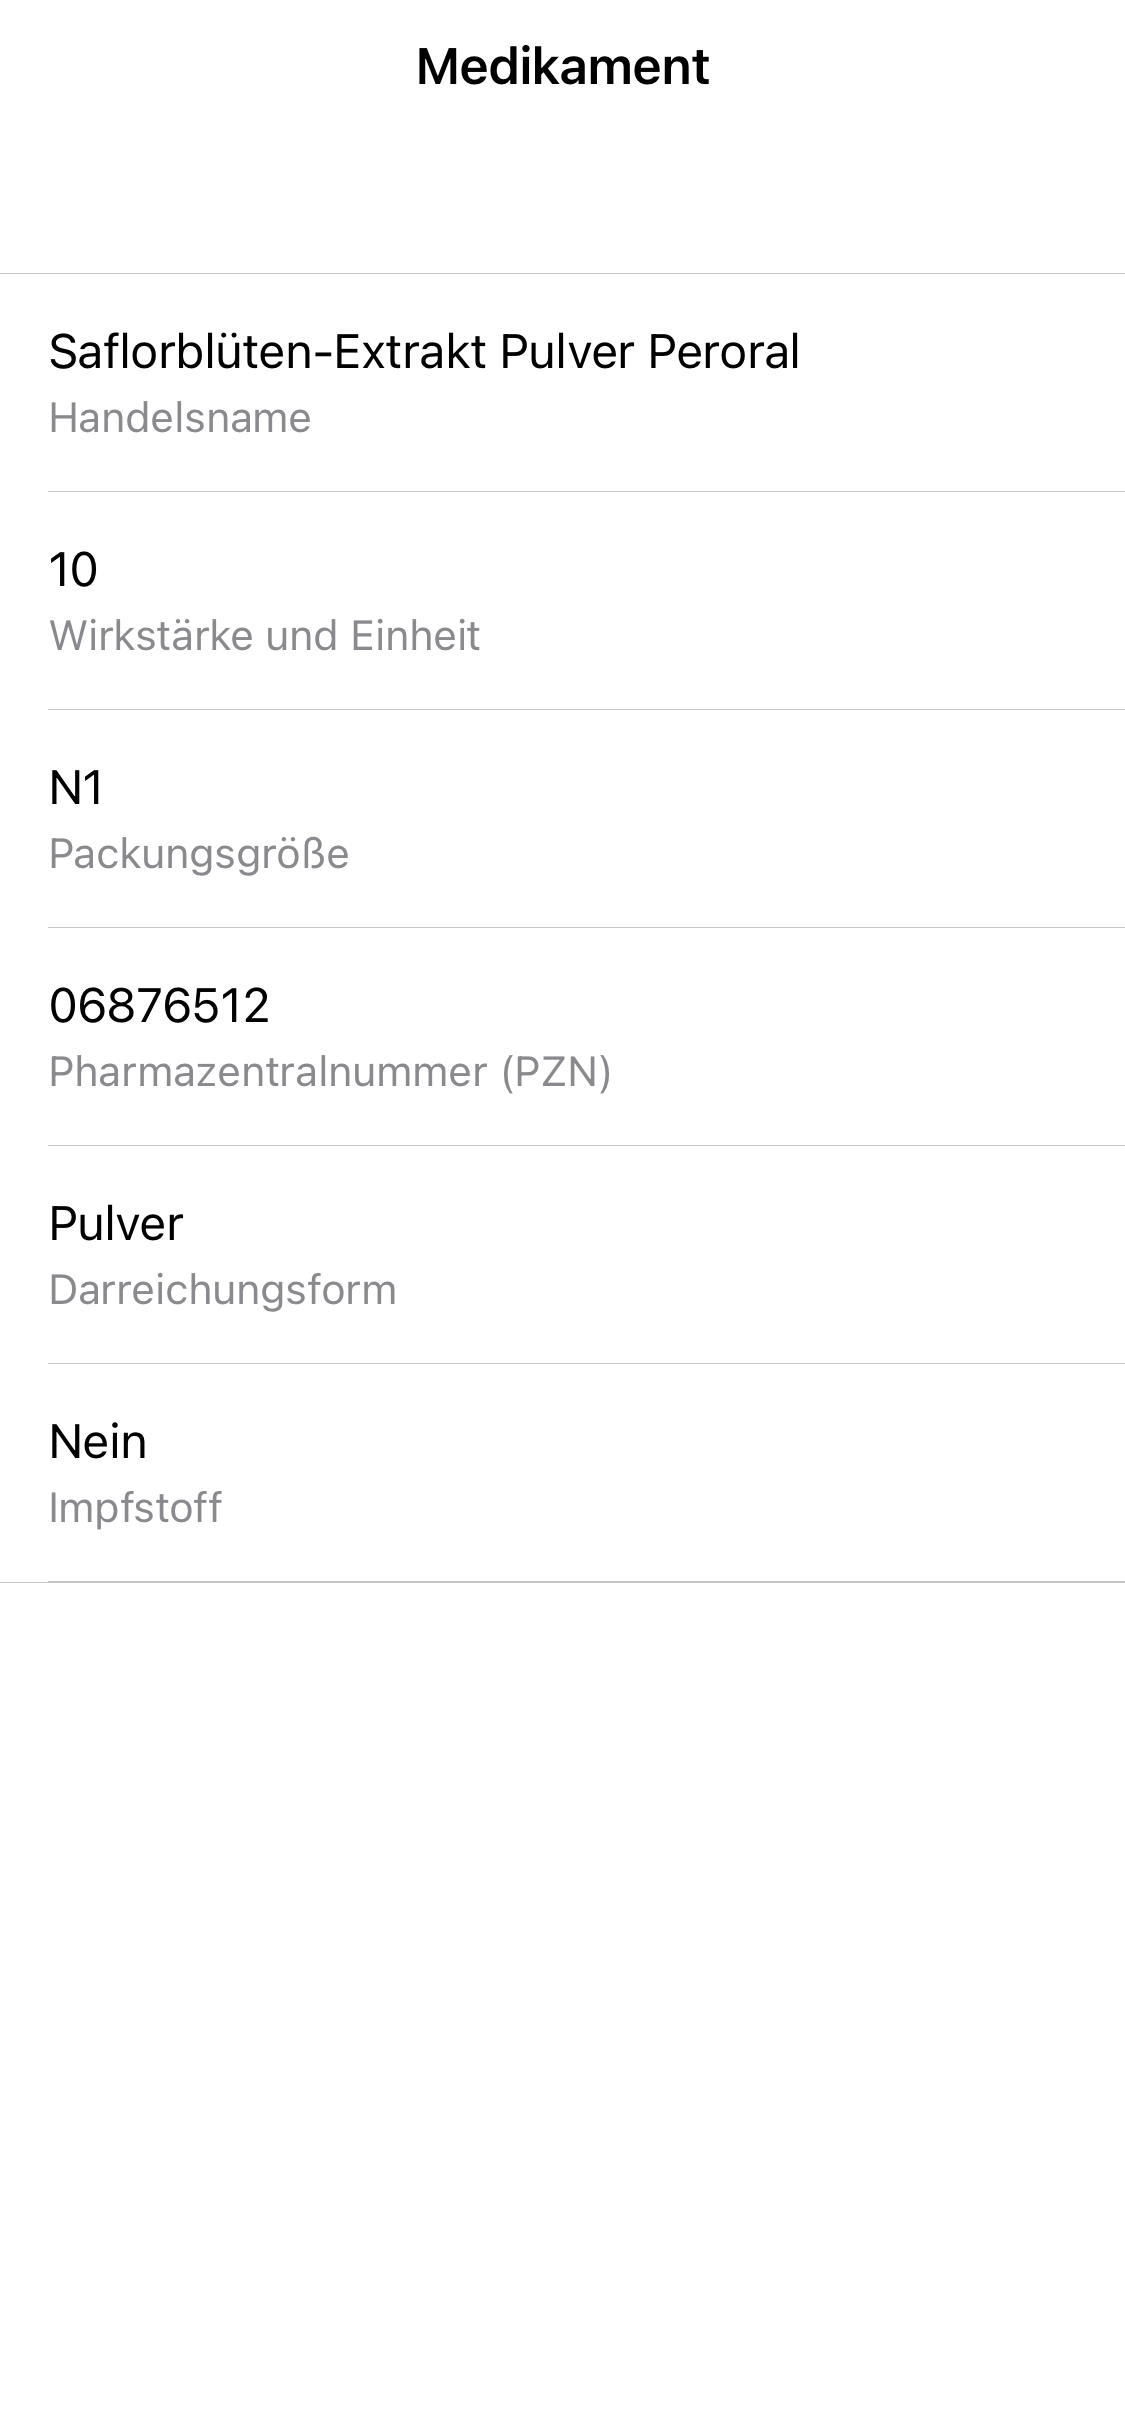 Medikament
Saflorblüten-Extrakt Pulver Peroral
Handelsname
10
Wirkstärke und Einheit
N1
Packungsgröße
06876512
Pharmazentralnummer (PZN)
Pulver
Darreichungsform
Nein
Impfstoff